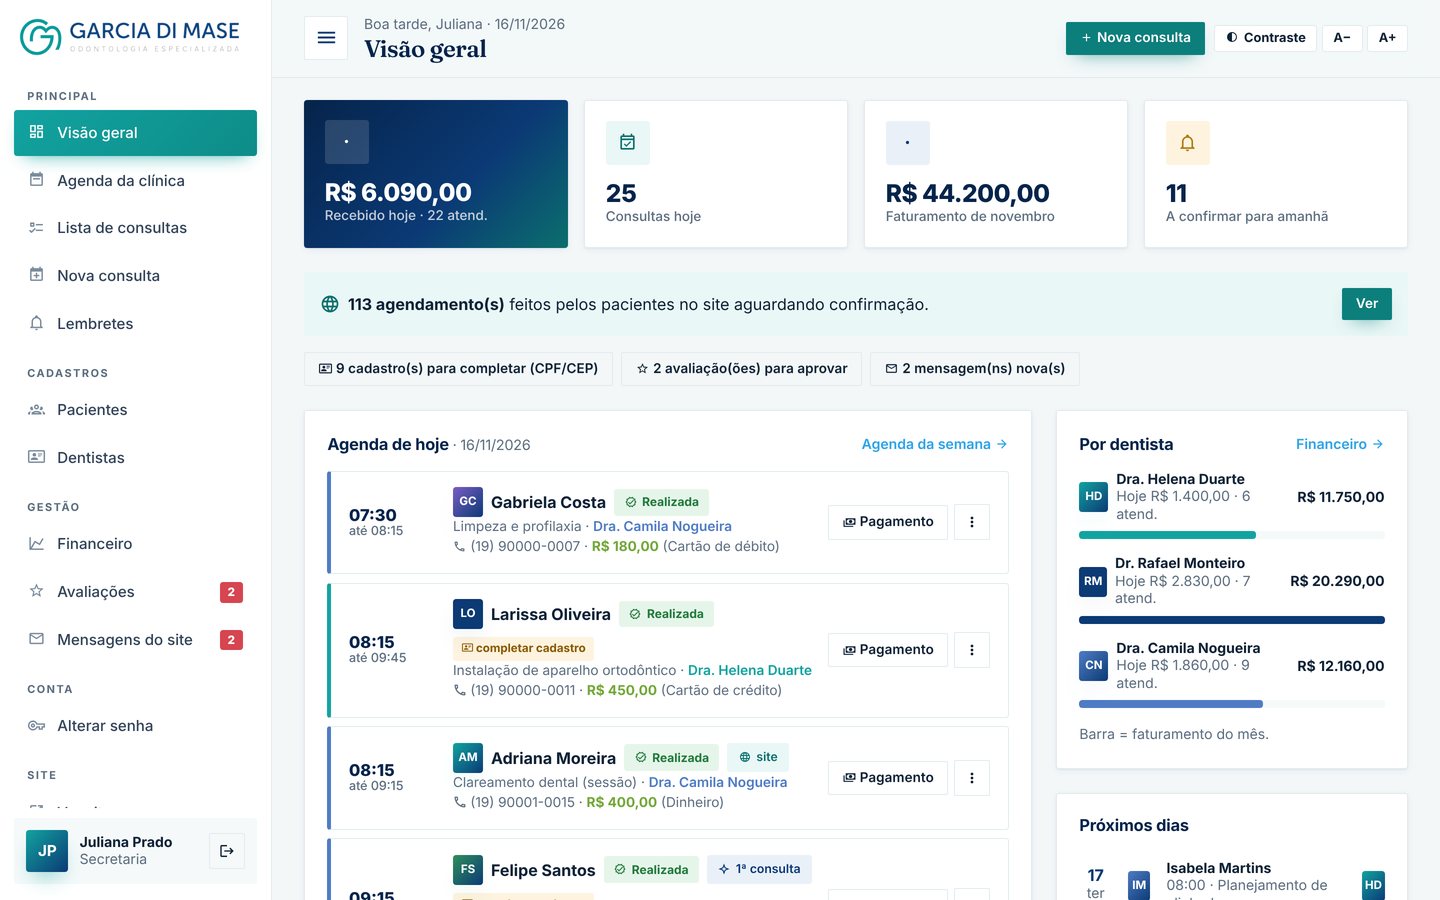 GARCIA DI MASE
ODONTOLOGIA ESPECIALIZADA
PRINCIPAL
Visão geral
Agenda da clínica
Lista de consultas
Nova consulta
Lembretes
CADASTROS
Pacientes
Dentistas
GESTÃO
Financeiro
Avaliações 2
Mensagens do site 2
CONTA
Alterar senha
SITE
JP
Juliana Prado
Secretaria
Boa tarde, Juliana · 16/11/2026
Visão geral
+ Nova consulta
Contraste
A−
A+
R$ 6.090,00
Recebido hoje · 22 atend.
25
Consultas hoje
R$ 44.200,00
Faturamento de novembro
11
A confirmar para amanhã
113 agendamento(s) feitos pelos pacientes no site aguardando confirmação.
Ver
9 cadastro(s) para completar (CPF/CEP)
2 avaliação(ões) para aprovar
2 mensagem(ns) nova(s)
Agenda de hoje · 16/11/2026
Agenda da semana →
07:30
até 08:15
GC Gabriela Costa Realizada
Limpeza e profilaxia · Dra. Camila Nogueira
(19) 90000-0007 · R$ 180,00 (Cartão de débito)
Pagamento
08:15
até 09:45
LO Larissa Oliveira Realizada
completar cadastro
Instalação de aparelho ortodôntico · Dra. Helena Duarte
(19) 90000-0011 · R$ 450,00 (Cartão de crédito)
Pagamento
08:15
até 09:15
AM Adriana Moreira Realizada site
Clareamento dental (sessão) · Dra. Camila Nogueira
(19) 90001-0015 · R$ 400,00 (Dinheiro)
Pagamento
09:15
FS Felipe Santos Realizada 1ª consulta
Por dentista
Financeiro →
HD
Dra. Helena Duarte
Hoje R$ 1.400,00 · 6
atend.
R$ 11.750,00
RM
Dr. Rafael Monteiro
Hoje R$ 2.830,00 · 7
atend.
R$ 20.290,00
CN
Dra. Camila Nogueira
Hoje R$ 1.860,00 · 9
atend.
R$ 12.160,00
Barra = faturamento do mês.
Próximos dias
17
ter
IM
Isabela Martins
08:00 · Planejamento de
HD